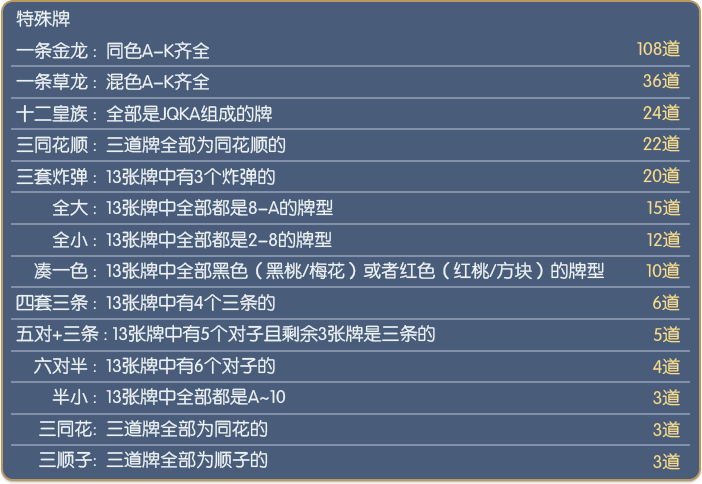 特殊牌
一条金龙：同色A-K齐全 108道
一条草龙：混色A-K齐全 36道
十二皇族：全部是JQKA组成的牌 24道
三同花顺：三道牌全部为同花顺的 22道
三套炸弹：13张牌中有3个炸弹的 20道
全大：13张牌中全部都是8-A的牌型 15道
全小：13张牌中全部都是2-8的牌型 12道
凑一色：13张牌中全部黑色（黑桃/梅花）或者红色（红桃/方块）的牌型 10道
四套三条：13张牌中有4个三条的 6道
五对+三条：13张牌中有5个对子且剩余3张牌是三条的 5道
六对半：13张牌中有6个对子的 4道
半小：13张牌中全部都是A~10 3道
三同花：三道牌全部为同花的 3道
三顺子：三道牌全部为顺子的 3道